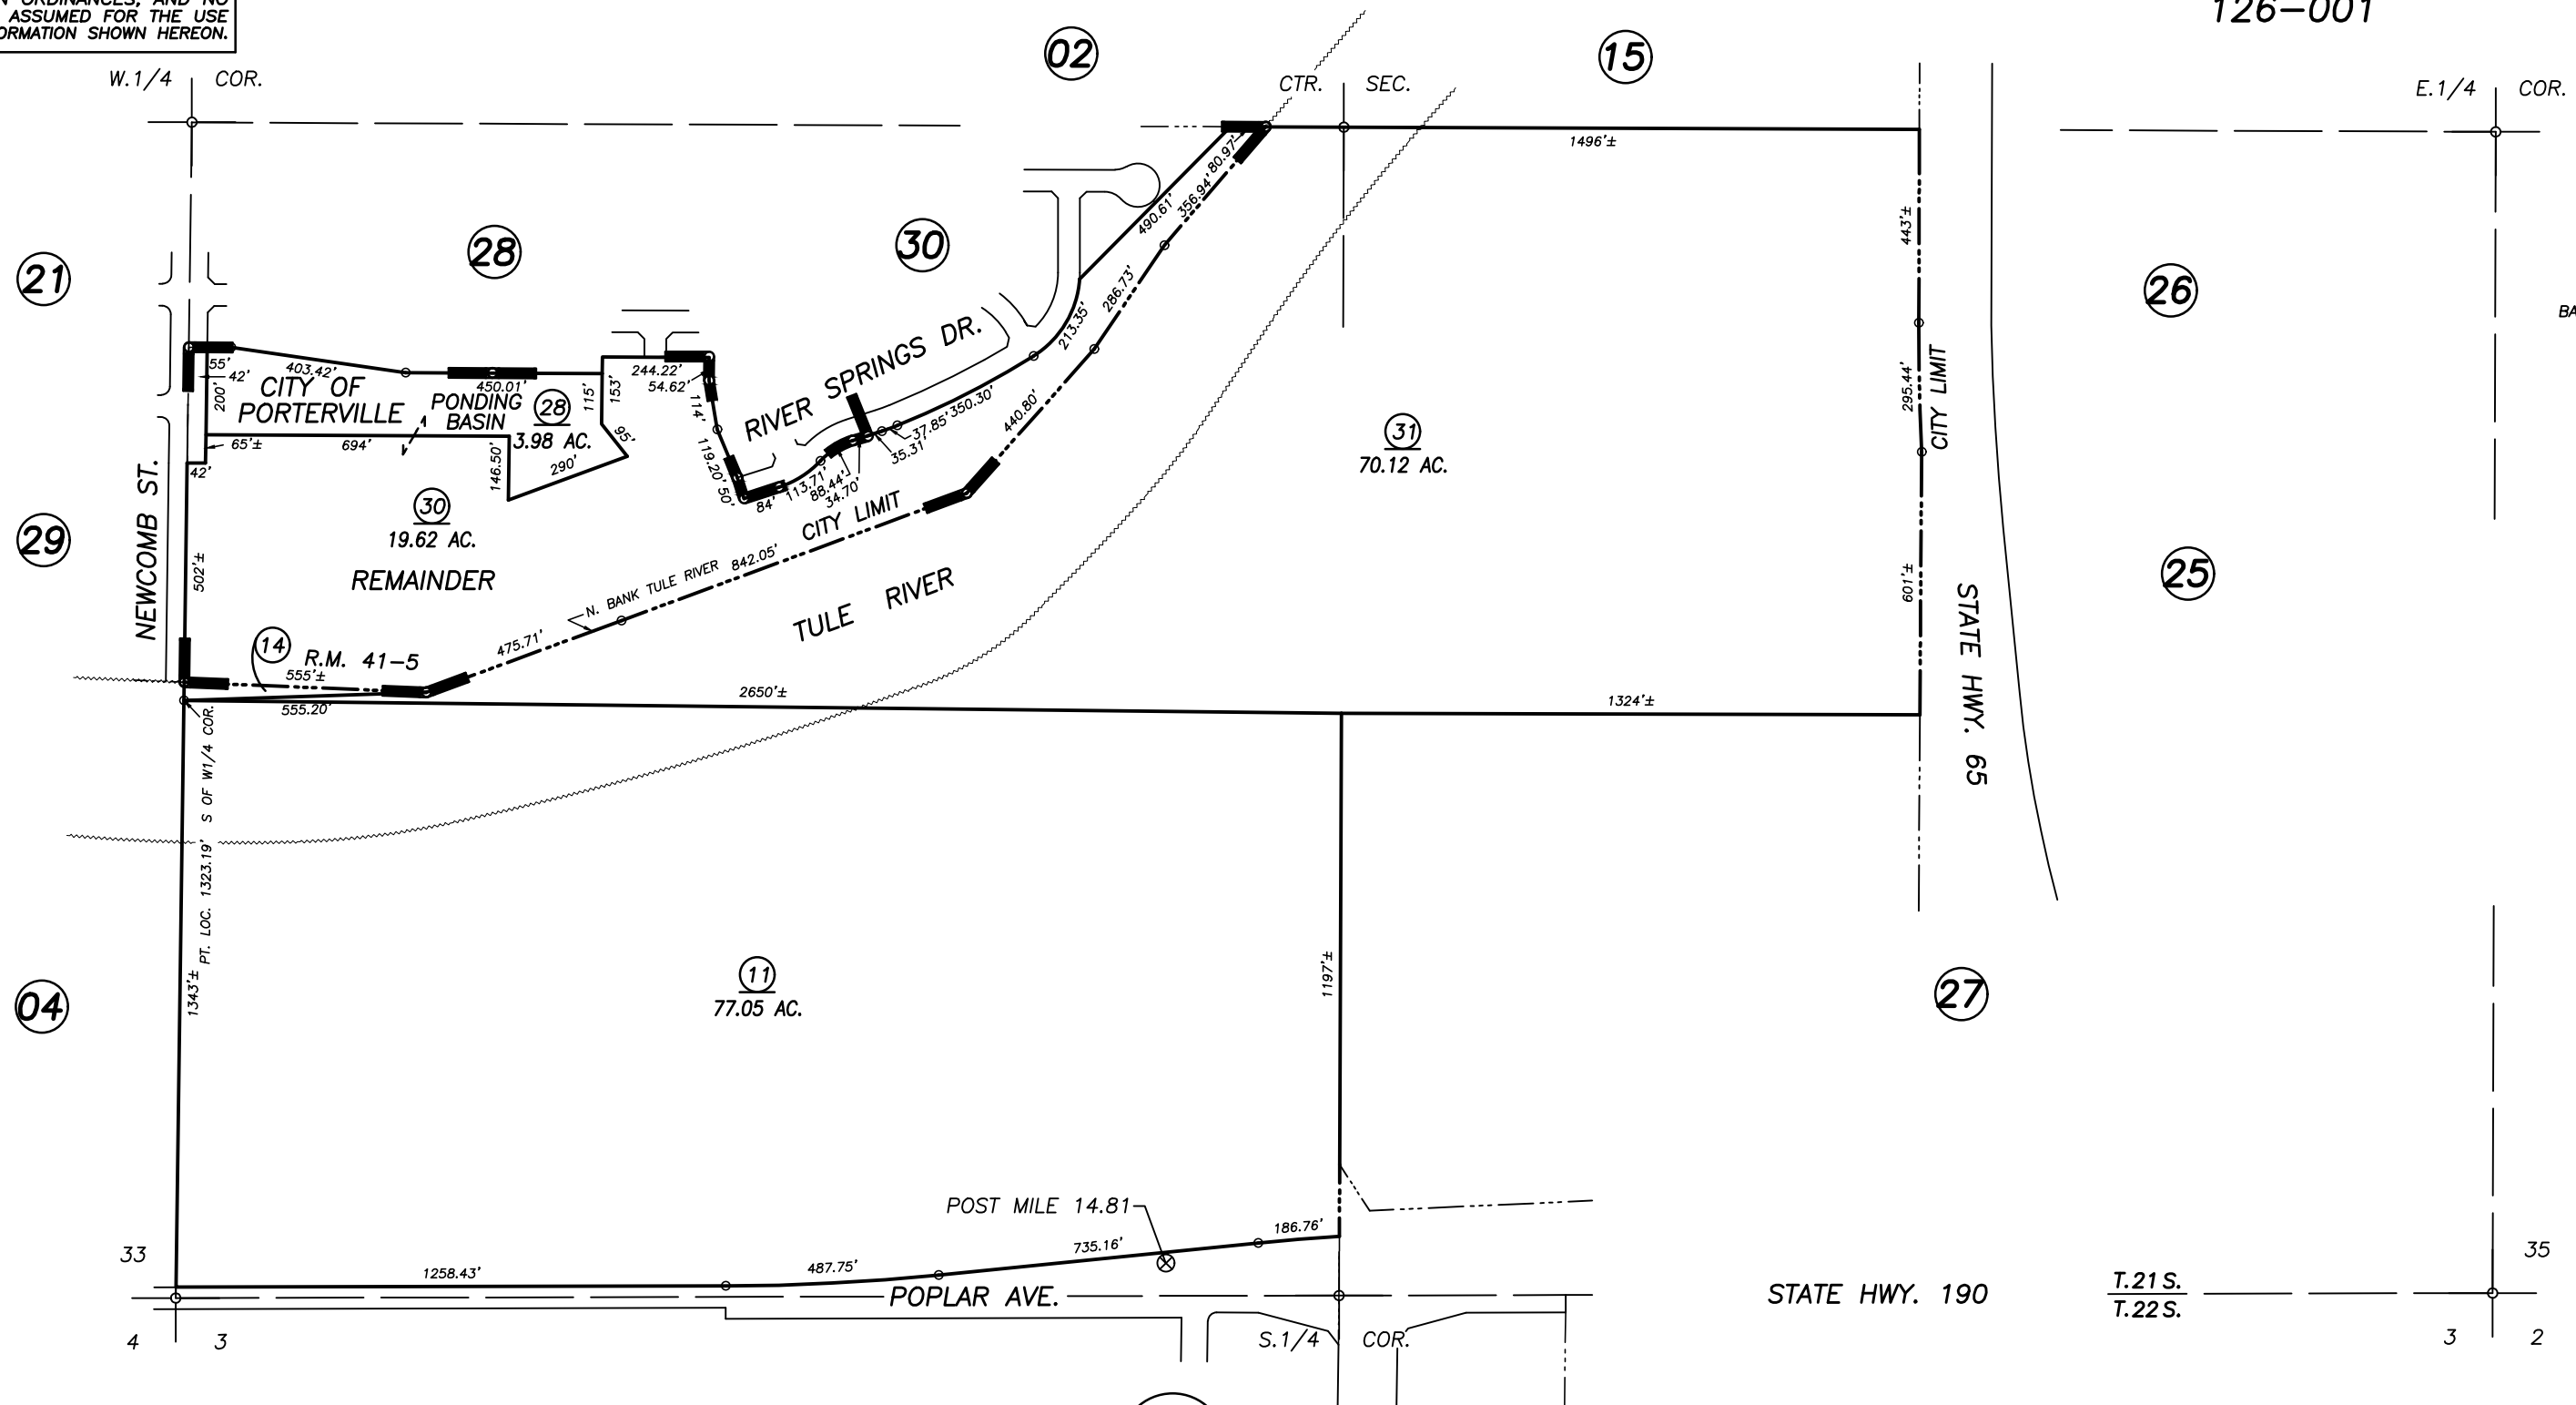 N ORDINANCES, AND NO
ASSUMED FOR THE USE
ORMATION SHOWN HEREON.
126-001
02
15
W.1/4 COR.
CTR. SEC.
E.1/4 COR.
1496'±
80.97'
356.94'
490.61'
443'±
21
28
30
26
286.73'
213.35'
BA
55'
42'
403.42'
200'
CITY OF
PORTERVILLE
450.01'
PONDING
BASIN
28
3.98 AC.
115'
153'
244.22'
54.62'
114'
95'
RIVER SPRINGS DR.
295.44'
CITY LIMIT
350.30'
37.85'
35.31'
440.80'
31
70.12 AC.
65'±
694'
42'
146.50'
290'
119.20'
50'
84'
113.71'
88.44'
34.70'
CITY LIMIT
30
19.62 AC.
REMAINDER
29
NEWCOMB ST.
502'±
N. BANK TULE RIVER 842.05'
TULE RIVER
601'±
STATE HWY. 65
25
14
R.M. 41-5
555'±
475.71'
555.20'
2650'±
1324'±
PT. LOC. 1323.19' S OF W1/4 COR.
1343'±
04
11
77.05 AC.
1197'±
27
POST MILE 14.81
186.76'
735.16'
487.75'
1258.43'
33
35
POPLAR AVE.
STATE HWY. 190
T.21 S.
T.22 S.
4 3
S.1/4 COR.
3 2